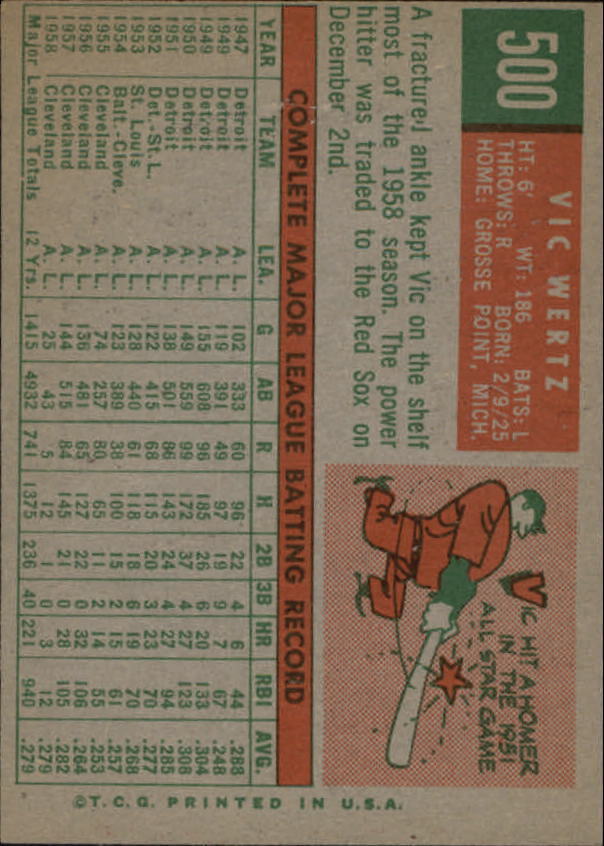 500
VIC WERTZ
HT: 6' WT: 186 BATS: L
THROWS: R BORN: 2/9/25
HOME: GROSSE POINT, MICH.
A fractured ankle kept Vic on the shelf
most of the 1958 season. The power
hitter was traded to the Red Sox on
December 2nd.
VIC HIT A HOMER
IN THE 1951
ALL STAR GAME
COMPLETE MAJOR LEAGUE BATTING RECORD
YEAR TEAM LEA. G AB R H 2B 3B HR RBI AVG.
1947 Detroit A. L. 102 333 60 96 22 4 6 44 .288
1949 Detroit A. L. 119 391 49 97 19 9 7 67 .248
1949 Detroit A. L. 155 608 96 185 26 6 20 133 .304
1950 Detroit A. L. 149 559 99 172 37 4 27 123 .308
1951 Detroit A. L. 138 501 86 143 24 4 27 94 .285
1952 Det.-St. L. A. L. 122 415 68 115 20 3 23 70 .277
1953 St. Louis A. L. 128 440 61 118 18 6 19 70 .268
1954 Balt.-Cleve. A. L. 123 389 38 100 15 2 15 61 .257
1955 Cleveland A. L. 74 257 80 65 11 2 14 55 .253
1956 Cleveland A. L. 136 481 65 127 22 0 32 106 .264
1957 Cleveland A. L. 144 515 84 145 21 0 28 105 .282
1958 Cleveland A. L. 25 43 5 12 1 0 3 12 .279
Major League Totals 12 Yrs. 1415 4932 741 1375 236 40 221 940 .279
©T.C.G. PRINTED IN U.S.A.